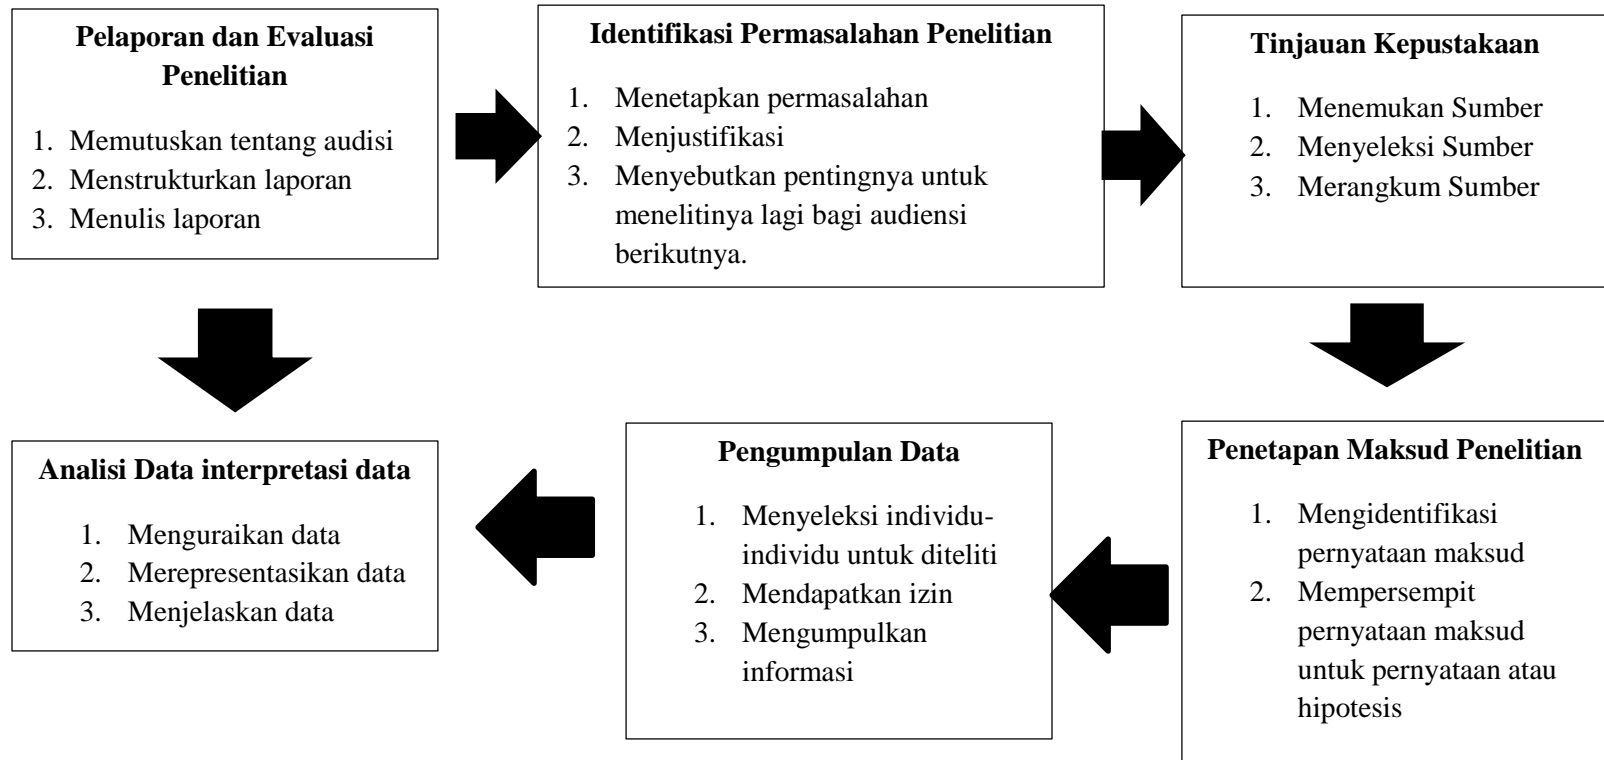 Pelaporan dan Evaluasi
Penelitian
1. Memutuskan tentang audisi
2. Menstrukturkan laporan
3. Menulis laporan
Identifikasi Permasalahan Penelitian
1. Menetapkan permasalahan
2. Menjustifikasi
3. Menyebutkan pentingnya untuk
menelitinya lagi bagi audiensi
berikutnya.
Tinjauan Kepustakaan
1. Menemukan Sumber
2. Menyeleksi Sumber
3. Merangkum Sumber
Analisi Data interpretasi data
1. Menguraikan data
2. Merepresentasikan data
3. Menjelaskan data
Pengumpulan Data
1. Menyeleksi individu-
individu untuk diteliti
2. Mendapatkan izin
3. Mengumpulkan
informasi
Penetapan Maksud Penelitian
1. Mengidentifikasi
pernyataan maksud
2. Mempersempit
pernyataan maksud
untuk pernyataan atau
hipotesis